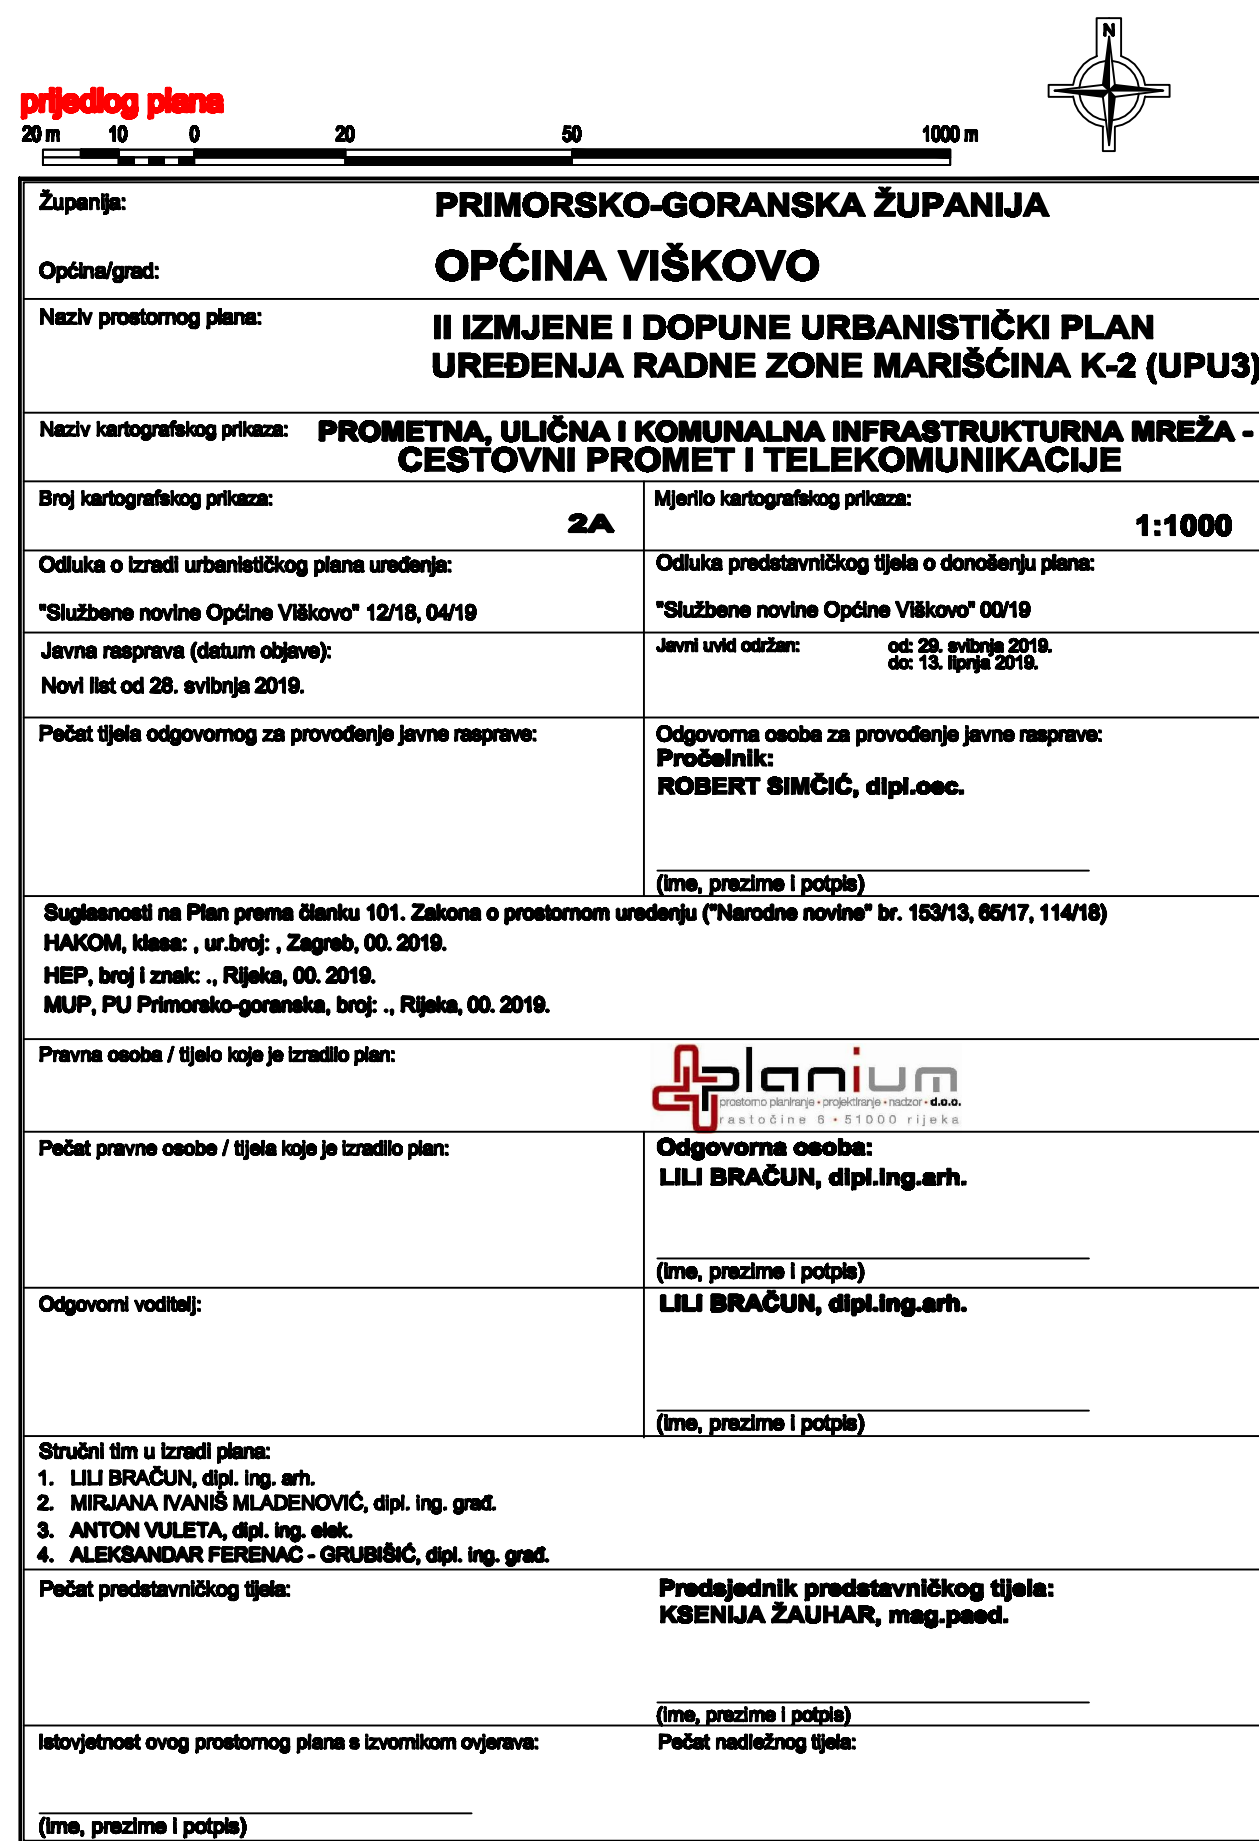 N
prijedlog plana
20 m 10 0 20 50 1000 m
Županija: PRIMORSKO-GORANSKA ŽUPANIJA
Općina/grad: OPĆINA VIŠKOVO
Naziv prostornog plana: II IZMJENE I DOPUNE URBANISTIČKI PLAN
UREĐENJA RADNE ZONE MARIŠĆINA K-2 (UPU3)
Naziv kartografskog prikaza: PROMETNA, ULIČNA I KOMUNALNA INFRASTRUKTURNA MREŽA -
CESTOVNI PROMET I TELEKOMUNIKACIJE
Broj kartografskog prikaza: Mjerilo kartografskog prikaza:
2A 1:1000
Odluka o izradi urbanističkog plana uređenja: Odluka predstavničkog tijela o donošenju plana:
"Službene novine Općine Viškovo" 12/18, 04/19 "Službene novine Općine Viškovo" 00/19
Javna rasprava (datum objave): Javni uvid održan: od: 29. svibnja 2019.
do: 13. lipnja 2019.
Novi list od 28. svibnja 2019.
Pečat tijela odgovornog za provođenje javne rasprave: Odgovorna osoba za provođenje javne rasprave:
Pročelnik:
ROBERT SIMČIĆ, dipl.oec.
(ime, prezime i potpis)
Suglasnosti na Plan prema članku 101. Zakona o prostornom uređenju ("Narodne novine" br. 153/13, 65/17, 114/18)
HAKOM, klasa: , ur.broj: , Zagreb, 00. 2019.
HEP, broj i znak: ., Rijeka, 00. 2019.
MUP, PU Primorsko-goranska, broj: ., Rijeka, 00. 2019.
Pravna osoba / tijelo koje je izradilo plan: planium
prostorno planiranje • projektiranje • nadzor • d.o.o.
rastočine 6 • 51000 rijeka
Pečat pravne osobe / tijela koje je izradilo plan: Odgovorna osoba:
LILI BRAČUN, dipl.ing.arh.
(ime, prezime i potpis)
Odgovorni voditelj: LILI BRAČUN, dipl.ing.arh.
(ime, prezime i potpis)
Stručni tim u izradi plana:
1. LILI BRAČUN, dipl. ing. arh.
2. MIRJANA IVANIŠ MLADENOVIĆ, dipl. ing. građ.
3. ANTON VULETA, dipl. ing. elek.
4. ALEKSANDAR FERENAC - GRUBIŠIĆ, dipl. ing. građ.
Pečat predstavničkog tijela: Predsjednik predstavničkog tijela:
KSENIJA ŽAUHAR, mag.paed.
(ime, prezime i potpis)
Istovjetnost ovog prostornog plana s izvornikom ovjerava: Pečat nadležnog tijela:
(ime, prezime i potpis)